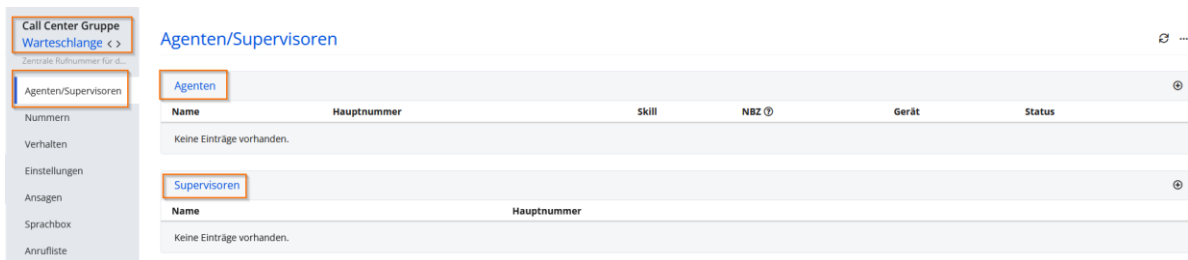 Call Center Gruppe
Warteschlange < >
Zentrale Rufnummer für d...
Agenten/Supervisoren
Nummern
Verhalten
Einstellungen
Ansagen
Sprachbox
Anrufliste
Agenten/Supervisoren
Agenten
Name Hauptnummer Skill NBZ Gerät Status
Keine Einträge vorhanden.
Supervisoren
Name Hauptnummer
Keine Einträge vorhanden.